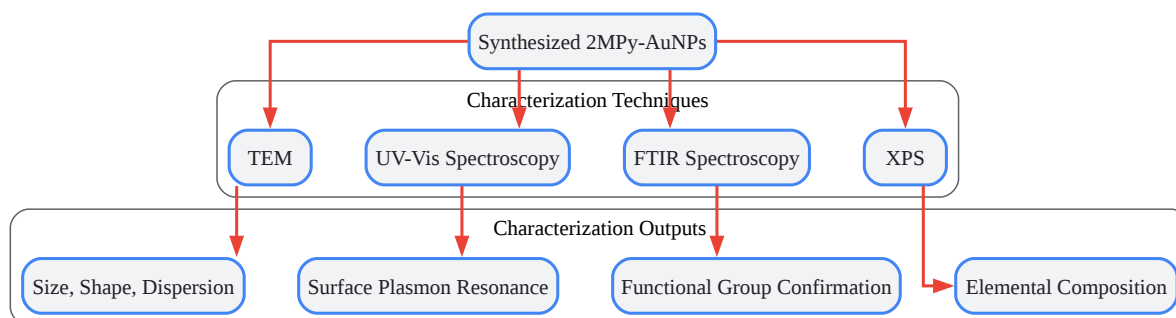 Synthesized 2MPy-AuNPs
Characterization Techniques
TEM
UV-Vis Spectroscopy
FTIR Spectroscopy
XPS
Characterization Outputs
Size, Shape, Dispersion
Surface Plasmon Resonance
Functional Group Confirmation
Elemental Composition